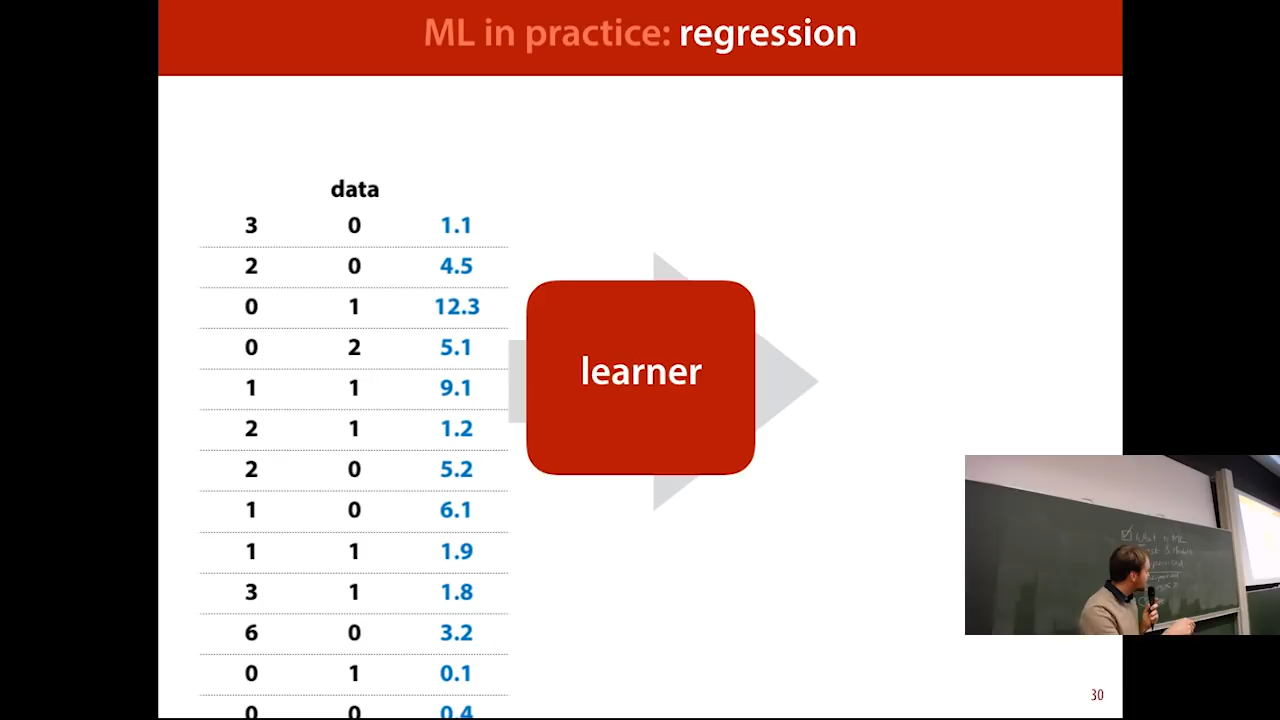 ML in practice: regression
data
3 0 1.1
2 0 4.5
0 1 12.3
0 2 5.1
1 1 9.1
2 1 1.2
2 0 5.2
1 0 6.1
1 1 1.9
3 1 1.8
6 0 3.2
0 1 0.1
0 0 0.4
learner
What is ML
30